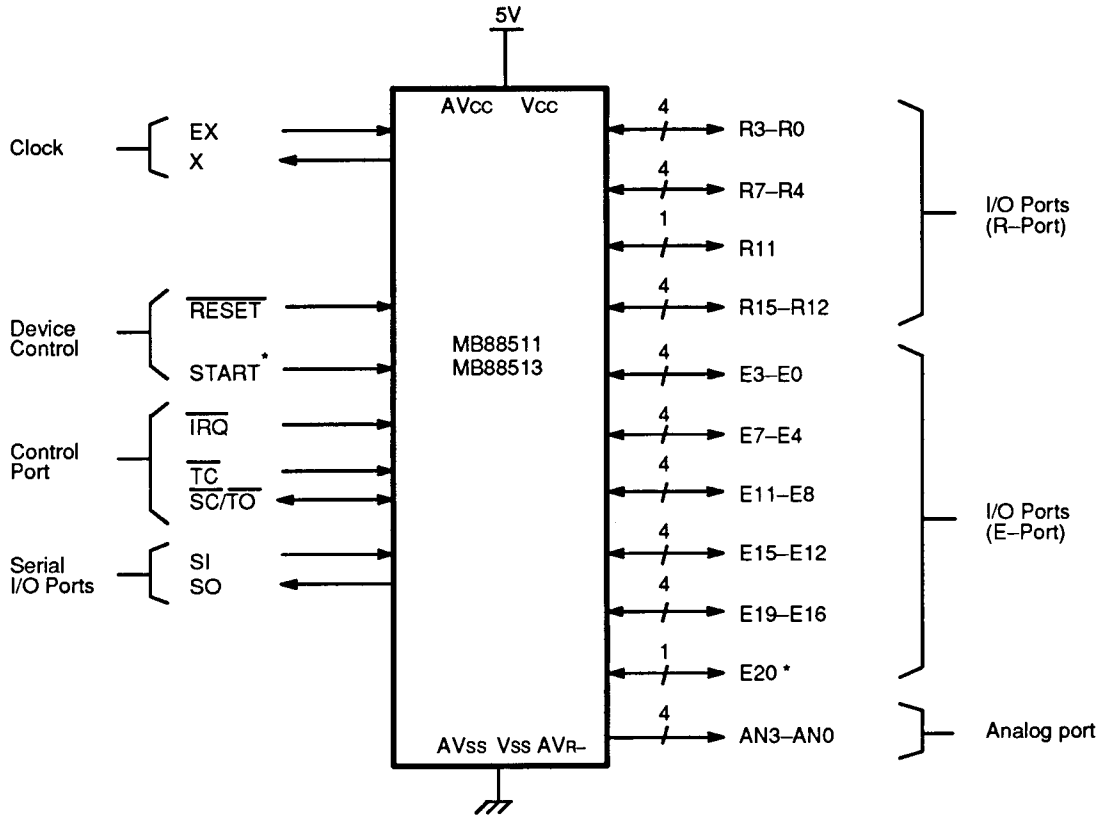 5V
AVCC VCC
Clock
EX
X
Device
Control
RESET
START*
Control
Port
IRQ
TC
SC/TO
Serial
I/O Ports
SI
SO
MB88511
MB88513
4
R3–R0
4
R7–R4
1
R11
4
R15–R12
I/O Ports
(R–Port)
4
E3–E0
4
E7–E4
4
E11–E8
4
E15–E12
4
E19–E16
1
E20 *
I/O Ports
(E–Port)
4
AN3–AN0
Analog port
AVSS VSS AVR–